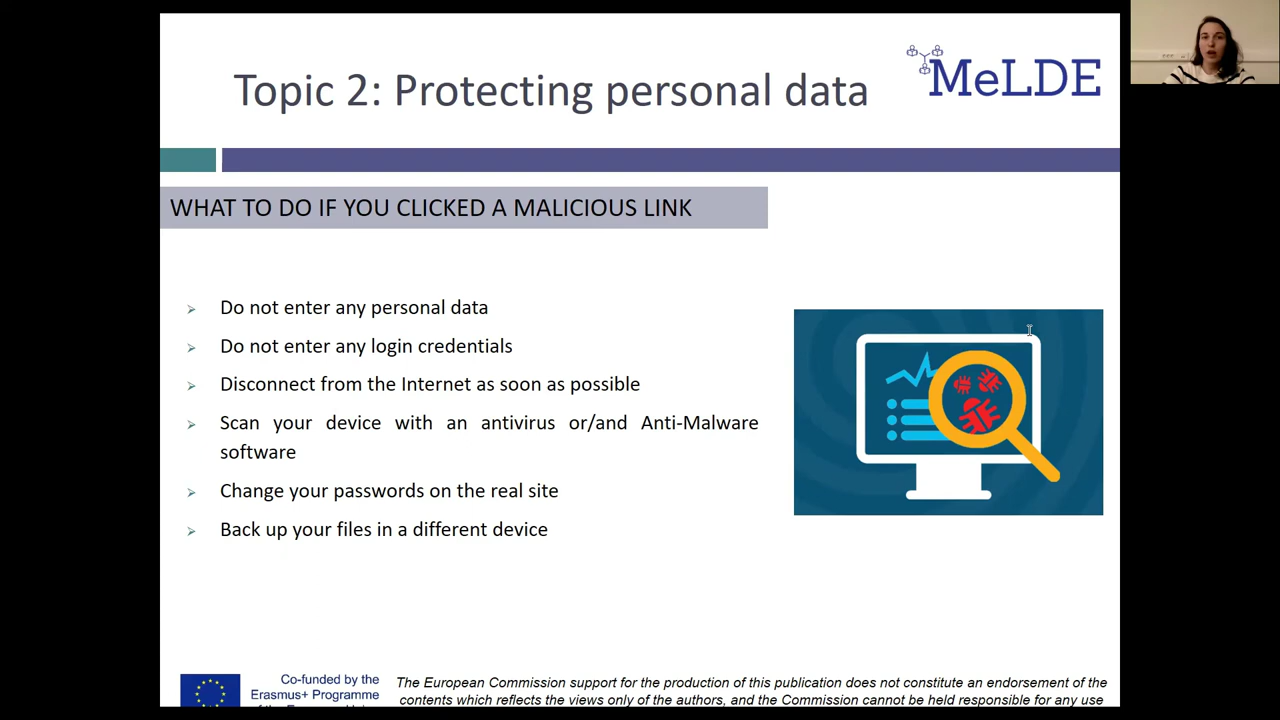 Topic 2: Protecting personal data
MeLDE
WHAT TO DO IF YOU CLICKED A MALICIOUS LINK
Do not enter any personal data
Do not enter any login credentials
Disconnect from the Internet as soon as possible
Scan your device with an antivirus or/and Anti-Malware
software
Change your passwords on the real site
Back up your files in a different device
Co-funded by the
Erasmus+ Programme
The European Commission support for the production of this publication does not constitute an endorsement of the
contents which reflects the views only of the authors, and the Commission cannot be held responsible for any use